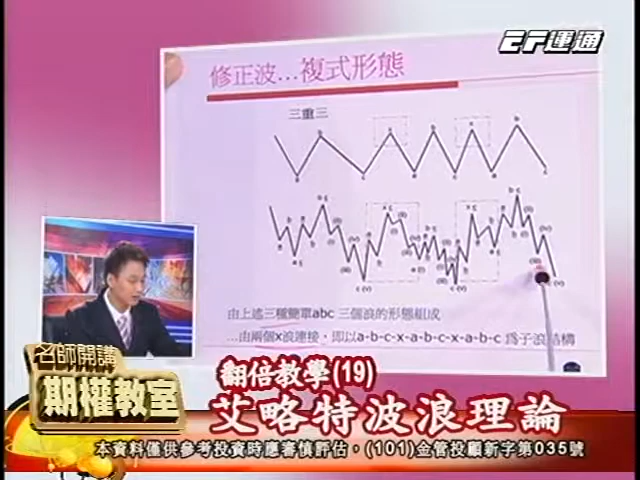 EF運通
修正波...複式形態
三重三
由上述三種簡單abc 三個浪的形態組成
...由兩個x浪連接，即以a-b-c-x-a-b-c-x-a-b-c 為子浪結構
名師開講
期權教室
翻倍教學(19)
艾略特波浪理論
本資料僅供參考投資時應審慎評估，(101)金管投顧新字第035號